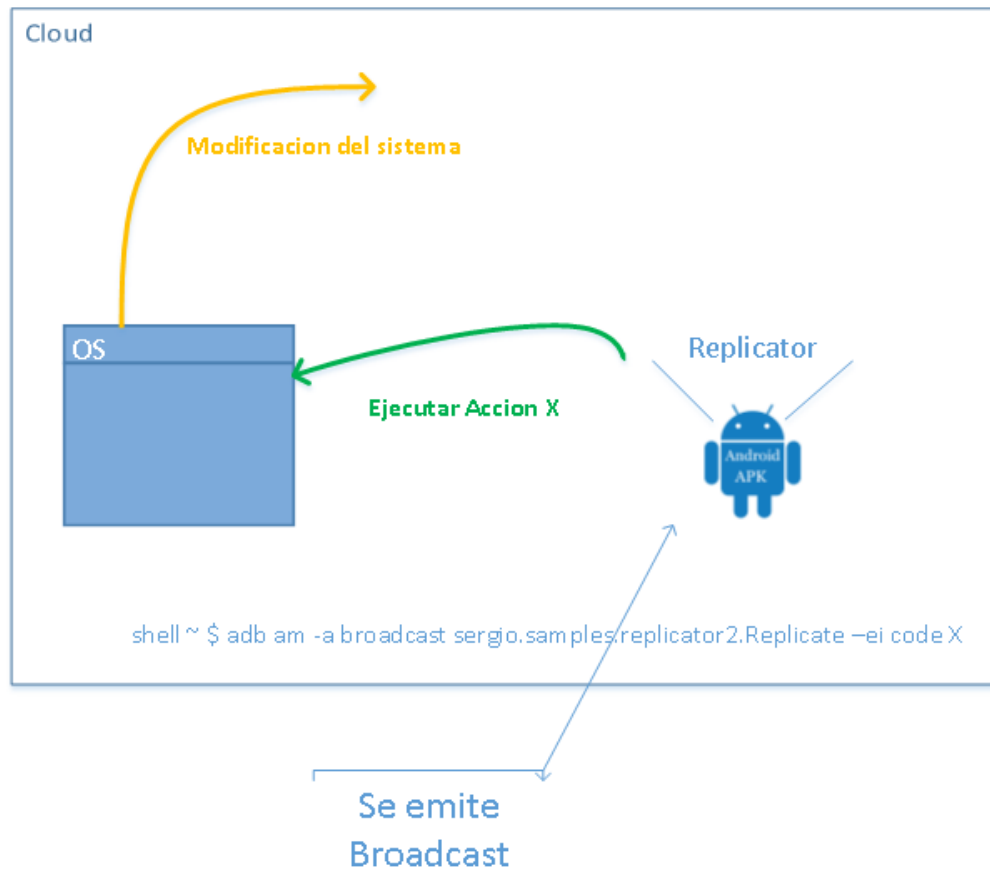 Cloud
Modificacion del sistema
OS
Replicator
Ejecutar Accion X
Android
APK
shell ~ $ adb am -a broadcast sergio.samples.replicator2.Replicate –ei code X
Se emite
Broadcast